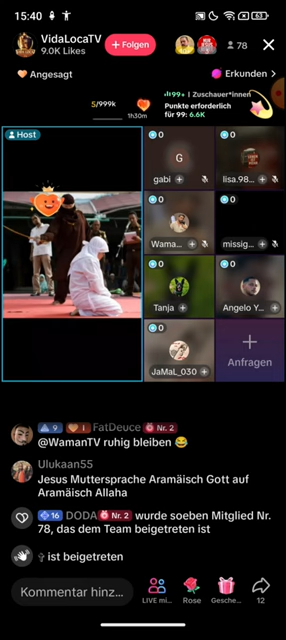 15:40
63
VidaLocaTV
9.0K Likes
+ Folgen
78
Angesagt
Erkunden >
5/999k
1h30m
99+ | Zuschauer*innen
Punkte erforderlich
für 99: 6.6K
Host
0
0
G
gabi
lisa.98...
0
0
Wama...
missig...
0
0
Tanja
Angelo Y...
0
JaMaL_030
Anfragen
9 1 FatDeuce Nr. 2
@WamanTV ruhig bleiben 😂
Ulukaan55
Jesus Muttersprache Aramäisch Gott auf
Aramäisch Allaha
16 DODA Nr. 2 wurde soeben Mitglied Nr.
78, das dem Team beigetreten ist
ist beigetreten
Kommentar hinz...
LIVE mi...
Rose
Gesche...
12